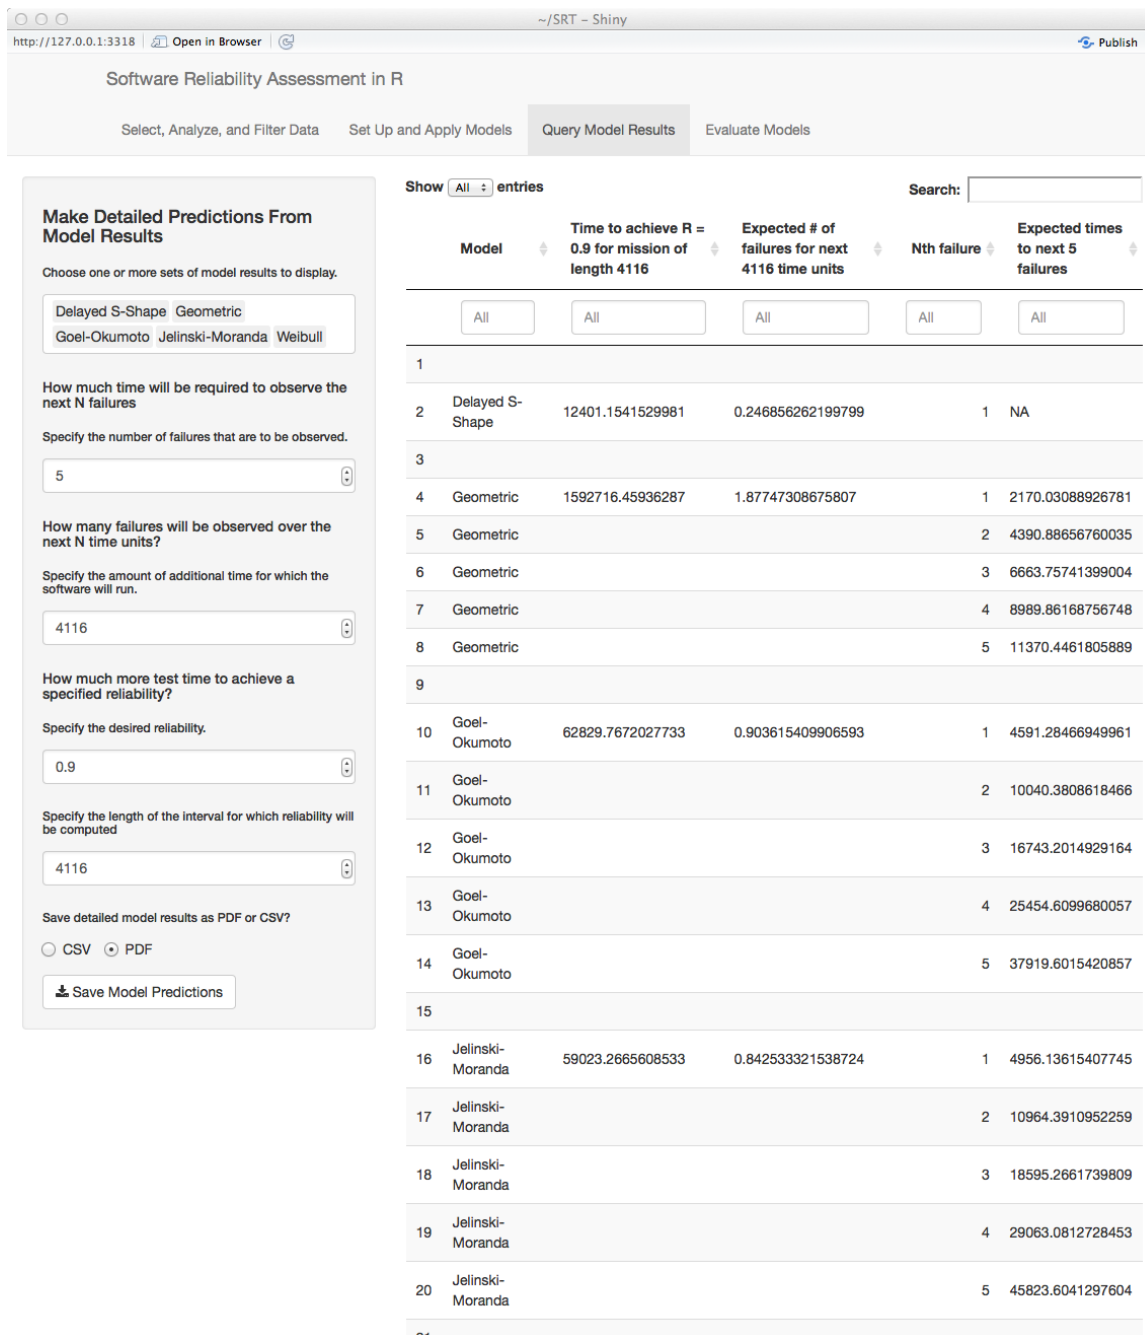 ~/SRT – Shiny
http://127.0.0.1:3318 Open in Browser Publish
Software Reliability Assessment in R
Select, Analyze, and Filter Data Set Up and Apply Models Query Model Results Evaluate Models
Make Detailed Predictions From
Model Results
Choose one or more sets of model results to display.
Delayed S-Shape Geometric
Goel-Okumoto Jelinski-Moranda Weibull
How much time will be required to observe the
next N failures
Specify the number of failures that are to be observed.
5
How many failures will be observed over the
next N time units?
Specify the amount of additional time for which the
software will run.
4116
How much more test time to achieve a
specified reliability?
Specify the desired reliability.
0.9
Specify the length of the interval for which reliability will
be computed
4116
Save detailed model results as PDF or CSV?
CSV PDF
Save Model Predictions
Show All entries Search:
Time to achieve R = Expected # of Expected times
Model 0.9 for mission of failures for next Nth failure to next 5
length 4116 4116 time units failures
All All All All All
1
Delayed S-
2 12401.1541529981 0.246856262199799 1 NA
Shape
3
4 Geometric 1592716.45936287 1.87747308675807 1 2170.03088926781
5 Geometric 2 4390.88656760035
6 Geometric 3 6663.75741399004
7 Geometric 4 8989.86168756748
8 Geometric 5 11370.4461805889
9
Goel-
10 62829.7672027733 0.903615409906593 1 4591.28466949961
Okumoto
Goel-
11 2 10040.3808618466
Okumoto
Goel-
12 3 16743.2014929164
Okumoto
Goel-
13 4 25454.6099680057
Okumoto
Goel-
14 5 37919.6015420857
Okumoto
15
Jelinski-
16 59023.2665608533 0.842533321538724 1 4956.13615407745
Moranda
Jelinski-
17 2 10964.3910952259
Moranda
Jelinski-
18 3 18595.2661739809
Moranda
Jelinski-
19 4 29063.0812728453
Moranda
Jelinski-
20 5 45823.6041297604
Moranda